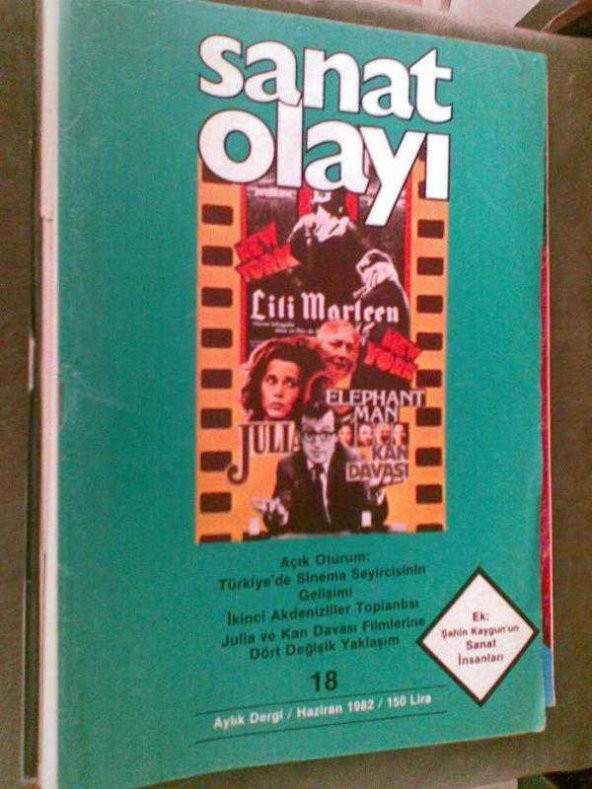 sanat
olayı
NEW
YORK
Lili Marleen
NEW
YORK
ELEPHANT
MAN
JULIA
KAN
DAVASI
Açık Oturum:
Türkiye'de Sinema Seyircisinin
Gelişimi
İkinci Akdenizliler Toplantısı
Julia ve Kan Davası Filmlerine
Dört Değişik Yaklaşım
Ek:
Şahin Kaygun'un
Sanat
İnsanları
18
Aylık Dergi / Haziran 1982 / 150 Lira